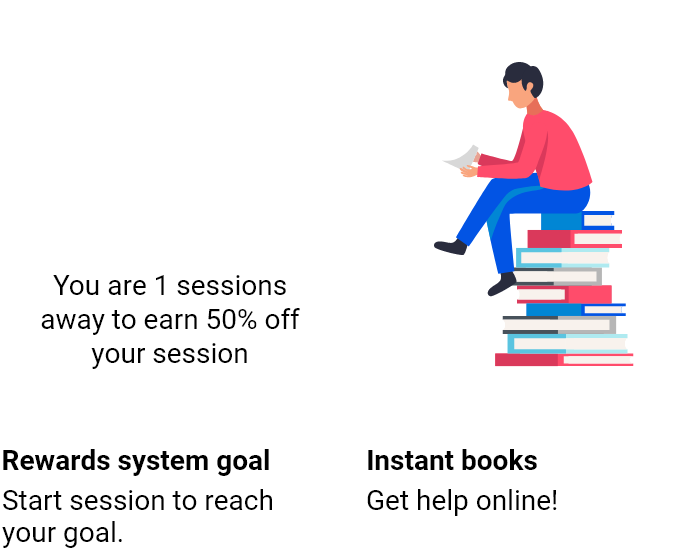 You are 1 sessions
away to earn 50% off
your session
Rewards system goal
Start session to reach
your goal.
Instant books
Get help online!